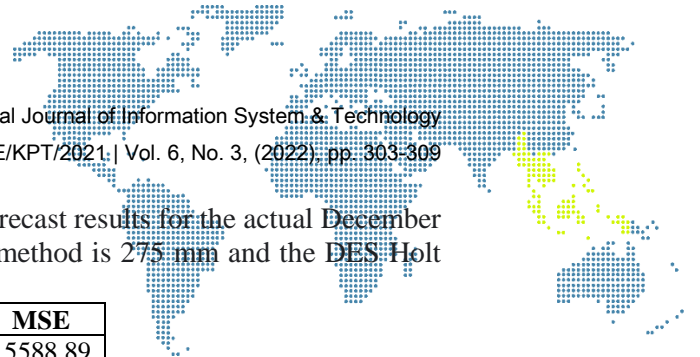 al Journal of Information System & Technology
E/KPT/2021 | Vol. 6, No. 3, (2022), pp. 303-309
recast results for the actual December
method is 275 mm and the DES Holt
MSE
5588.89